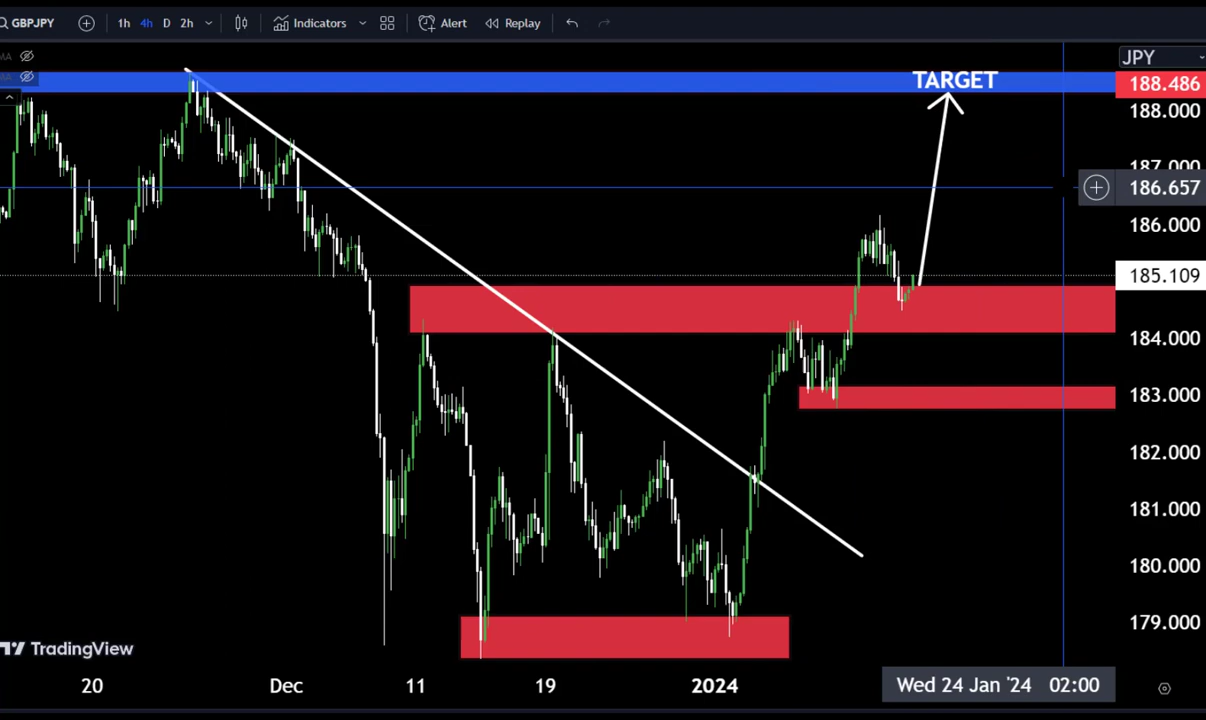 GBPJPY 1h 4h D 2h Indicators Alert Replay
MA
JPY
TARGET
188.486
188.000
187.000
186.657
186.000
185.109
184.000
183.000
182.000
181.000
180.000
179.000
TradingView
20 Dec 11 19 2024 Wed 24 Jan '24 02:00